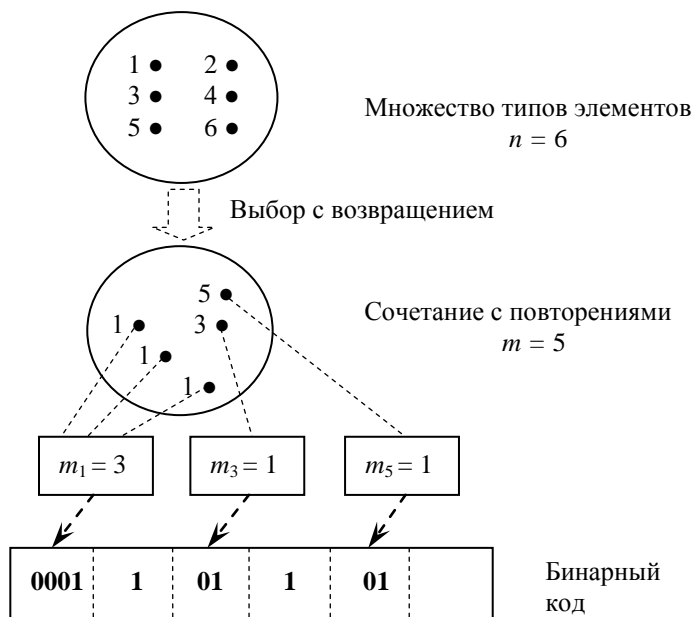 1 2
3 4
5 6
Множество типов элементов
n = 6
Выбор с возвращением
Сочетание с повторениями
m = 5
5
1 3
1
1
m₁ = 3 m₃ = 1 m₅ = 1
0001 1 01 1 01
Бинарный
код